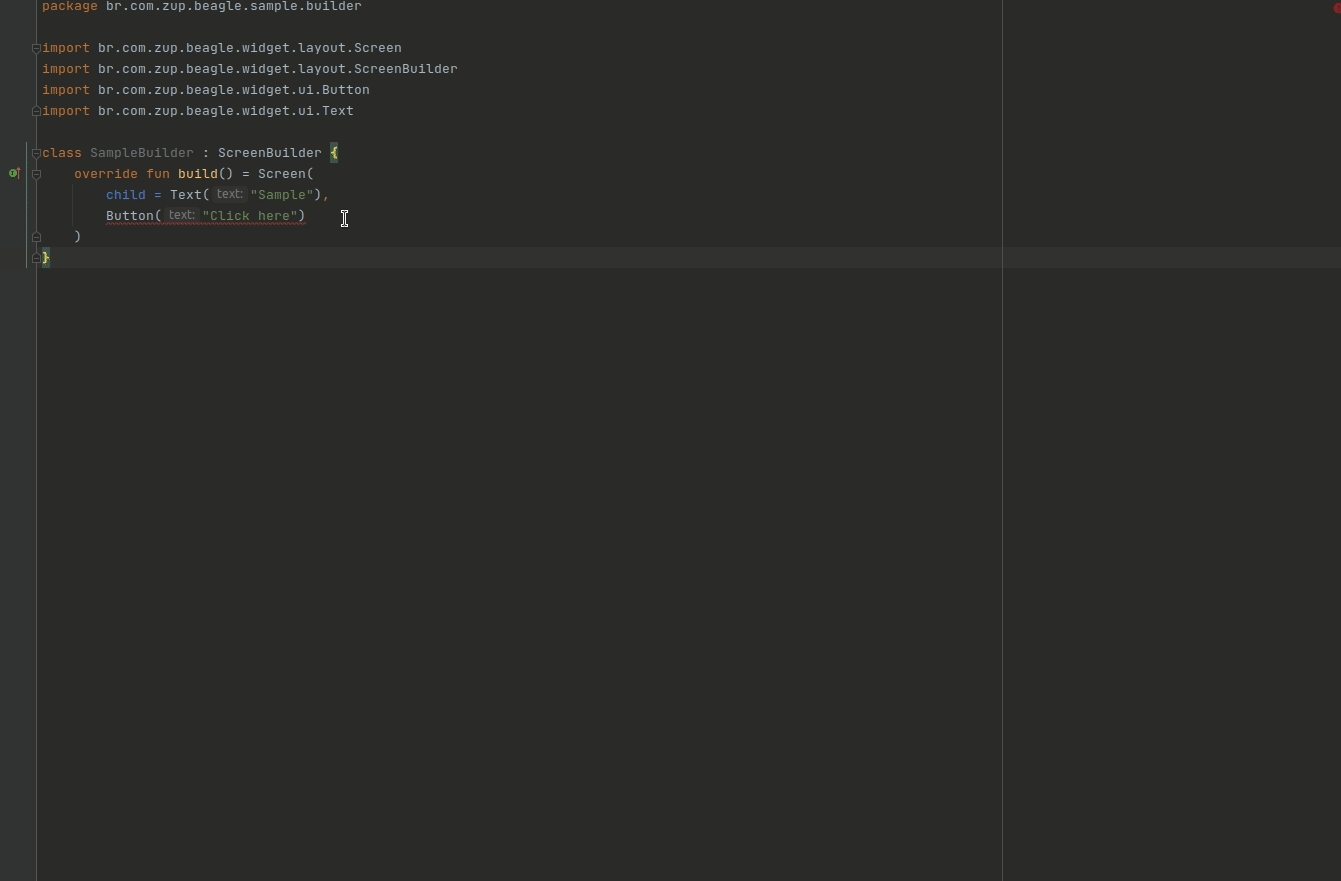 package br.com.zup.beagle.sample.builder
import br.com.zup.beagle.widget.layout.Screen
import br.com.zup.beagle.widget.layout.ScreenBuilder
import br.com.zup.beagle.widget.ui.Button
import br.com.zup.beagle.widget.ui.Text
class SampleBuilder : ScreenBuilder {
override fun build() = Screen(
child = Text( text: "Sample"),
Button( text: "Click here")
)
}